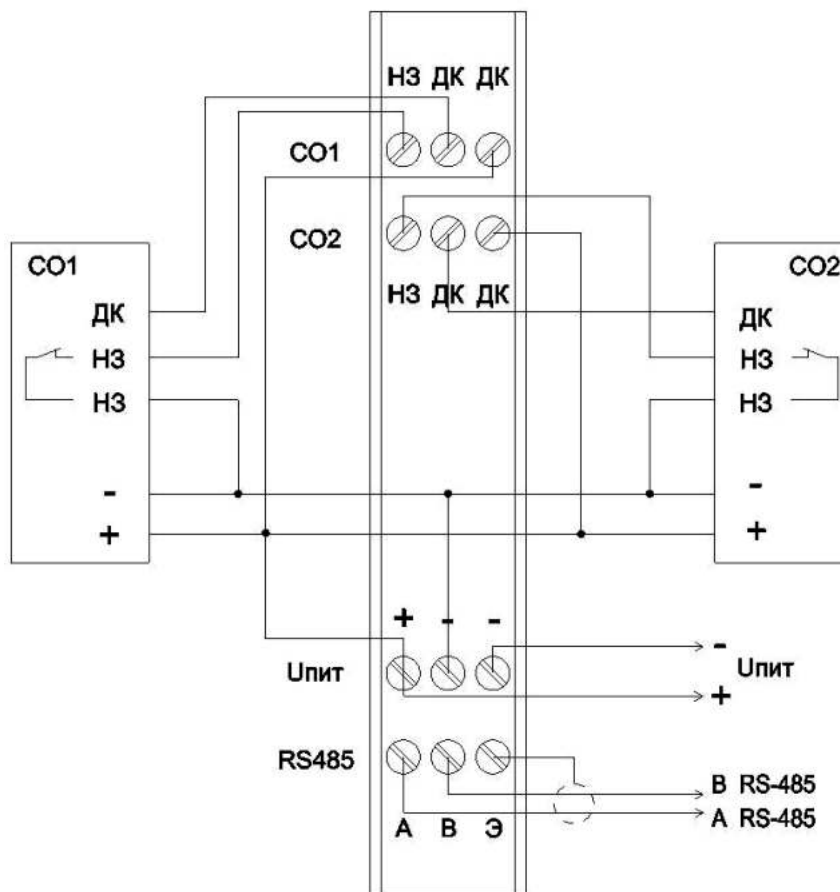 НЗ ДК ДК
СО1
СО2
НЗ ДК ДК
СО1
ДК
НЗ
НЗ
-
+
СО2
ДК
НЗ
НЗ
-
+
+ - -
Uпит
-
Uпит
+
RS485
А В Э
B RS-485
A RS-485